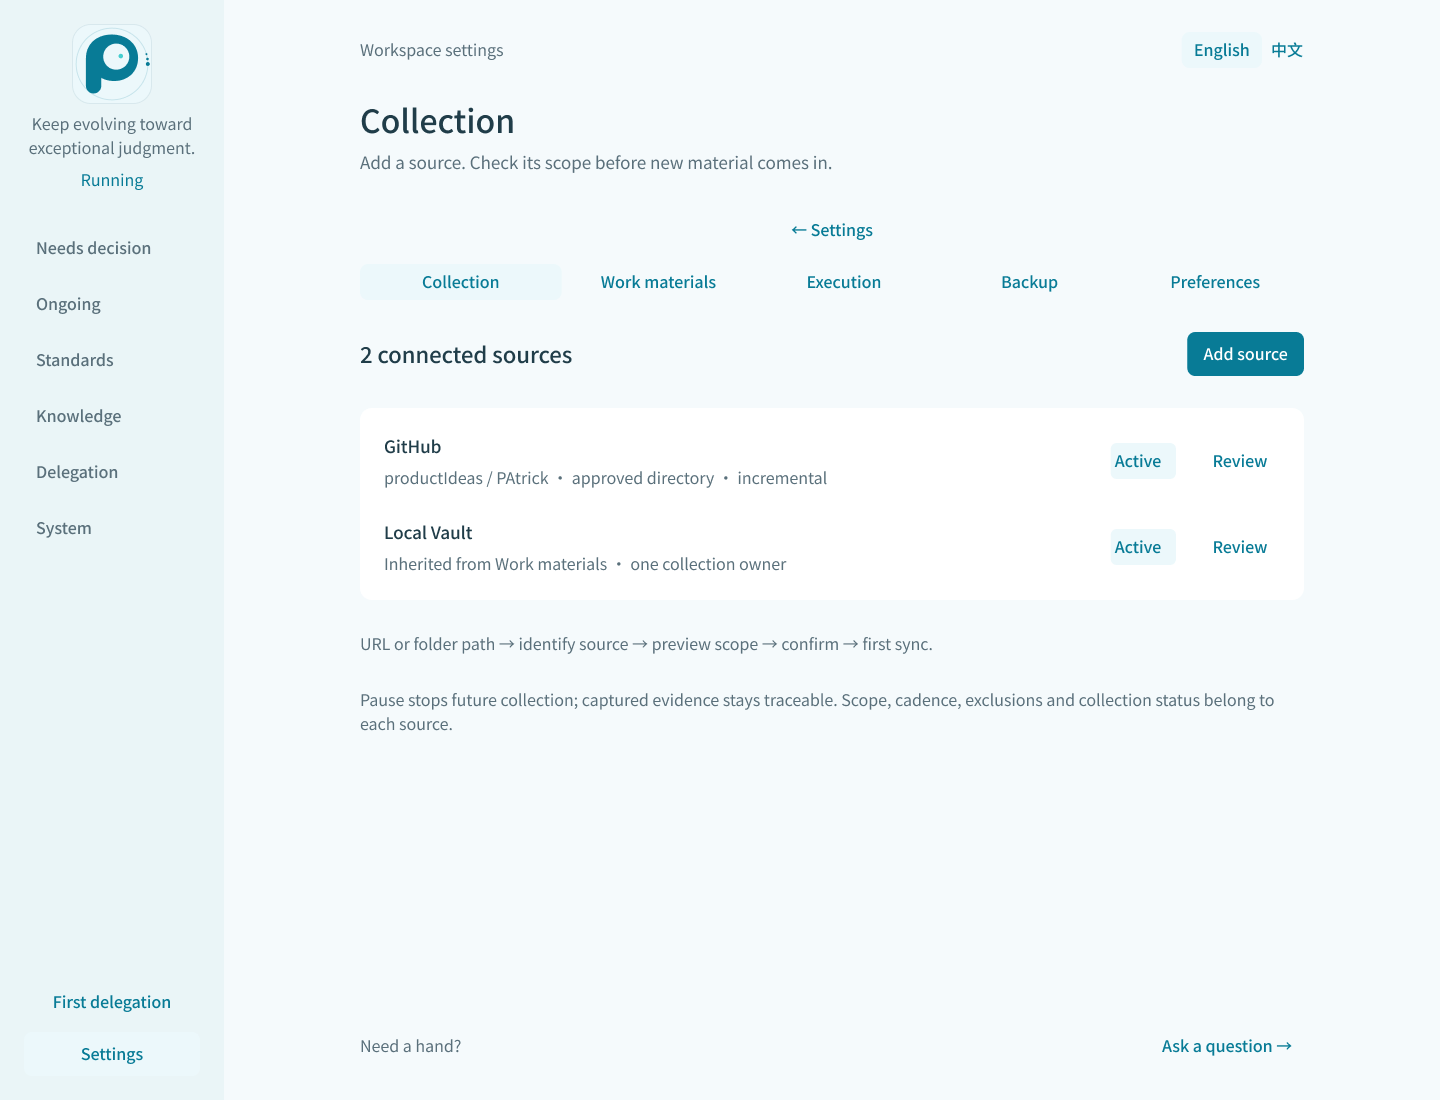 Keep evolving toward
exceptional judgment.
Running
Needs decision
Ongoing
Standards
Knowledge
Delegation
System
First delegation
Settings
Workspace settings
English 中文
Collection
Add a source. Check its scope before new material comes in.
← Settings
Collection Work materials Execution Backup Preferences
2 connected sources Add source
GitHub
productIdeas / PAtrick · approved directory · incremental
Active Review
Local Vault
Inherited from Work materials · one collection owner
Active Review
URL or folder path → identify source → preview scope → confirm → first sync.
Pause stops future collection; captured evidence stays traceable. Scope, cadence, exclusions and collection status belong to
each source.
Need a hand? Ask a question →